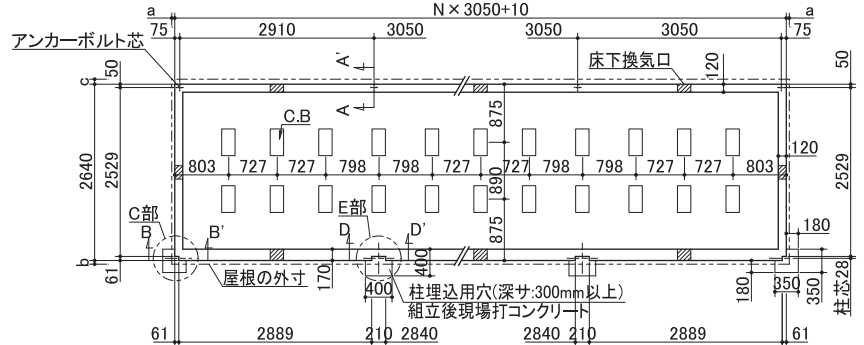 a N×3050+10 a
75 2910 3050 3050 3050 75
アンカーボルト芯
A' 床下換気口
50 120 50
c
A
C.B 875
120
803 727 727 798 798 727 727 798 798 727 727 803
2640 2529 890 2529
C部 E部 180
B B' D D' 875
b
61 屋根の外寸 170 400 180 350 350 柱芯28
400 柱埋込用穴(深サ:300mm以上)
組立後現場打コンクリート
61 2889 210 2840 2840 210 2889 61